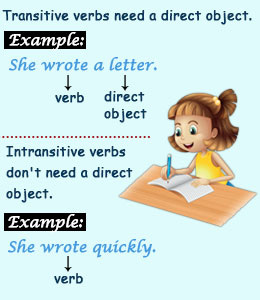 Transitive verbs need a direct object.
Example:
She wrote a letter.
verb direct
object
Intransitive verbs
don't need a direct
object.
Example:
She wrote quickly.
verb